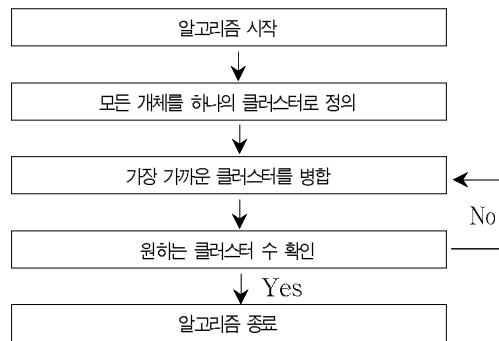 알고리즘 시작
모든 개체를 하나의 클러스터로 정의
가장 가까운 클러스터를 병합
No
원하는 클러스터 수 확인
Yes
알고리즘 종료